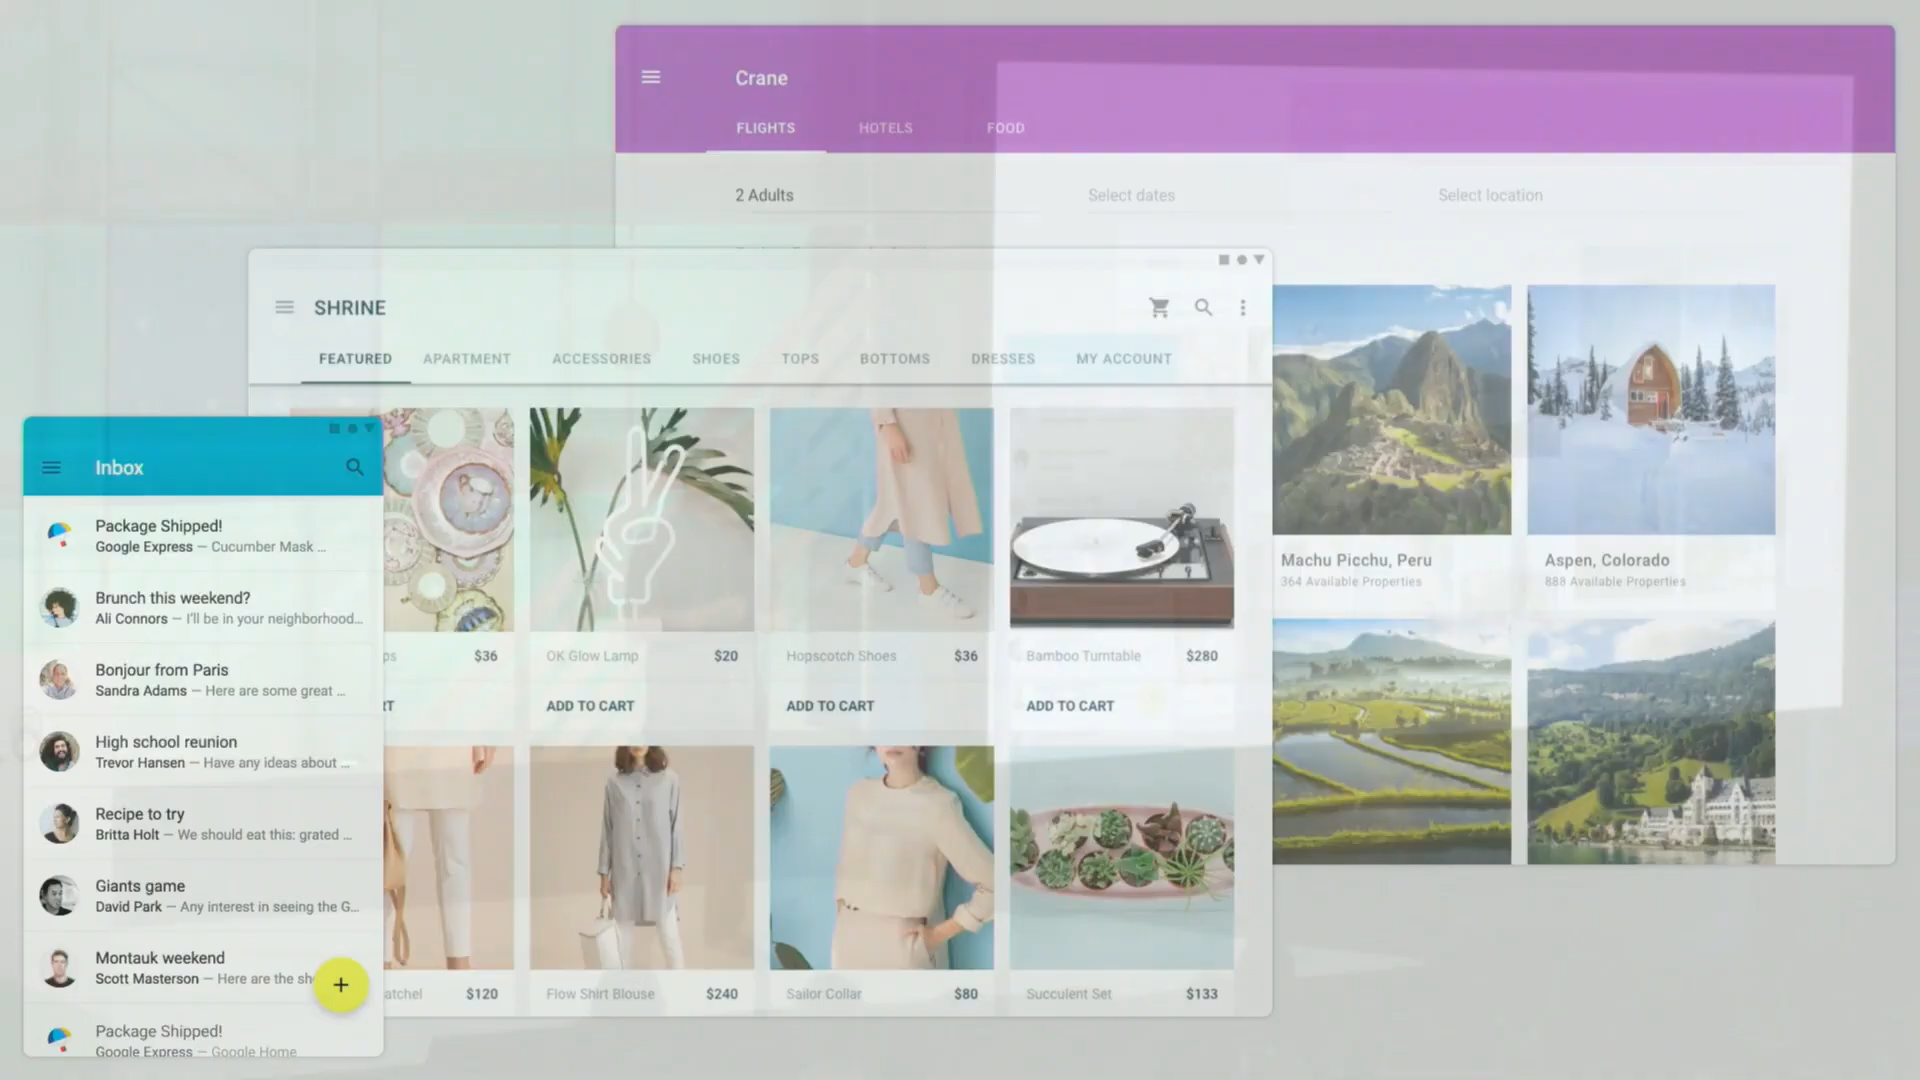 Crane
FLIGHTS HOTELS FOOD
2 Adults Select dates Select location
SHRINE
FEATURED APARTMENT ACCESSORIES SHOES TOPS BOTTOMS DRESSES MY ACCOUNT
Inbox
Package Shipped!
Google Express — Cucumber Mask ...
Brunch this weekend?
Ali Connors — I'll be in your neighborhood...
Bonjour from Paris
Sandra Adams — Here are some great ...
High school reunion
Trevor Hansen — Have any ideas about ...
Recipe to try
Britta Holt — We should eat this: grated ...
Giants game
David Park — Any interest in seeing the G...
Montauk weekend
Scott Masterson — Here are the sh
Package Shipped!
Google Express — Google Home
ps $36
OK Glow Lamp $20
Hopscotch Shoes $36
Bamboo Turntable $280
RT
ADD TO CART
ADD TO CART
ADD TO CART
atchel $120
Flow Shirt Blouse $240
Sailor Collar $80
Succulent Set $133
Machu Picchu, Peru
364 Available Properties
Aspen, Colorado
888 Available Properties